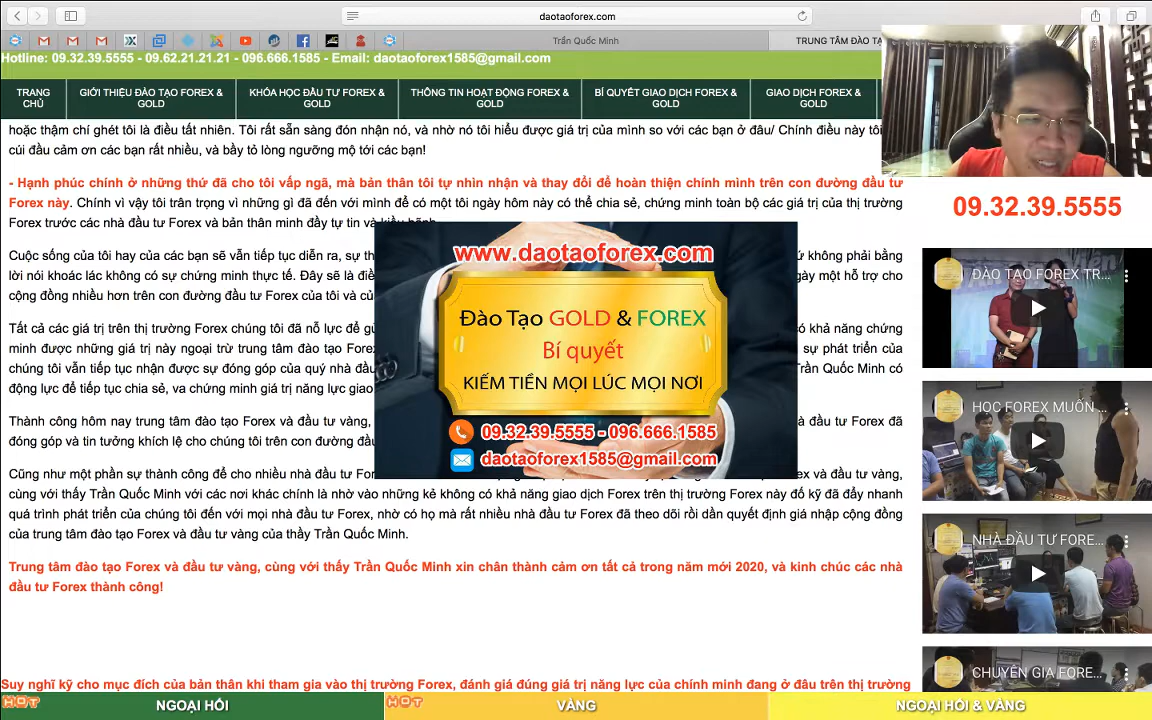 daotaoforex.com
Trần Quốc Minh
TRUNG TÂM ĐÀO TẠ
Hotline: 09.32.39.5555 - 09.62.21.21.21 - 096.666.1585 - Email: daotaoforex1585@gmail.com
TRANG
CHỦ
GIỚI THIỆU ĐÀO TẠO FOREX &
GOLD
KHÓA HỌC ĐẦU TƯ FOREX &
GOLD
THÔNG TIN HOẠT ĐỘNG FOREX &
GOLD
BÍ QUYẾT GIAO DỊCH FOREX &
GOLD
GIAO DỊCH FOREX &
GOLD
hoặc thậm chí ghét tôi là điều tất nhiên. Tôi rất sẵn sàng đón nhận nó, và nhờ nó tôi hiểu được giá trị của mình so với các bạn ở đâu/ Chính điều này tôi
cúi đầu cảm ơn các bạn rất nhiều, và bầy tỏ lòng ngưỡng mộ tới các bạn!
- Hạnh phúc chính ở những thứ đã cho tôi vấp ngã, mà bản thân tôi tự nhìn nhận và thay đổi để hoàn thiện chính mình trên con đường đầu tư
Forex này. Chính vì vậy tôi trân trọng vì những gì đã đến với mình để có một tôi ngày hôm nay có thể chia sẻ, chứng minh toàn bộ các giá trị của thị trường
Forex trước các nhà đầu tư Forex và bản thân mình đầy tự tin và kiêu hãnh.
Cuộc sống của tôi hay của các bạn sẽ vẫn tiếp tục diễn ra, sự th
ứ không phải bằng
lời nói khoác lác không có sự chứng minh thực tế. Đây sẽ là điề
gày một hỗ trợ cho
cộng đồng nhiều hơn trên con đường đầu tư Forex của tôi và củ
Tất cả các giá trị trên thị trường Forex chúng tôi đã nỗ lực để gử
ó khả năng chứng
minh được những giá trị này ngoại trừ trung tâm đào tạo Forex
sự phát triển của
chúng tôi vẫn tiếp tục nhận được sự đóng góp của quý nhà đầu
Trần Quốc Minh có
động lực để tiếp tục chia sẻ, va chứng minh giá trị năng lực giao
Thành công hôm nay trung tâm đào tạo Forex và đầu tư vàng,
à đầu tư Forex đã
đóng góp và tin tưởng khích lệ cho chúng tôi trên con đường đầu
Cũng như một phần sự thành công để cho nhiều nhà đầu tư For
ex và đầu tư vàng,
cùng với thầy Trần Quốc Minh với các nơi khác chính là nhờ vào những kẻ không có khả năng giao dịch Forex trên thị trường Forex này đố kỵ đã đẩy nhanh
quá trình phát triển của chúng tôi đến với mọi nhà đầu tư Forex, nhờ có họ mà rất nhiều nhà đầu tư Forex đã theo dõi rồi dần quyết định giá nhập cộng đồng
của trung tâm đào tạo Forex và đầu tư vàng của thầy Trần Quốc Minh.
Trung tâm đào tạo Forex và đầu tư vàng, cùng với thầy Trần Quốc Minh xin chân thành cảm ơn tất cả trong năm mới 2020, và kinh chúc các nhà
đầu tư Forex thành công!
Suy nghĩ kỹ cho mục đích của bản thân khi tham gia vào thị trường Forex, đánh giá đúng giá trị năng lực của chính mình đang ở đâu trên thị trường
www.daotaoforex.com
Đào Tạo GOLD & FOREX
Bí quyết
KIẾM TIỀN MỌI LÚC MỌI NƠI
09.32.39.5555 - 096.666.1585
daotaoforex1585@gmail.com
09.32.39.5555
ĐÀO TẠO FOREX TR...
HỌC FOREX MUỐN ...
NHÀ ĐẦU TƯ FORE...
CHUYÊN GIA FORE...
HOT
NGOẠI HỐI
HOT
VÀNG
NGOẠI HỐI & VÀNG